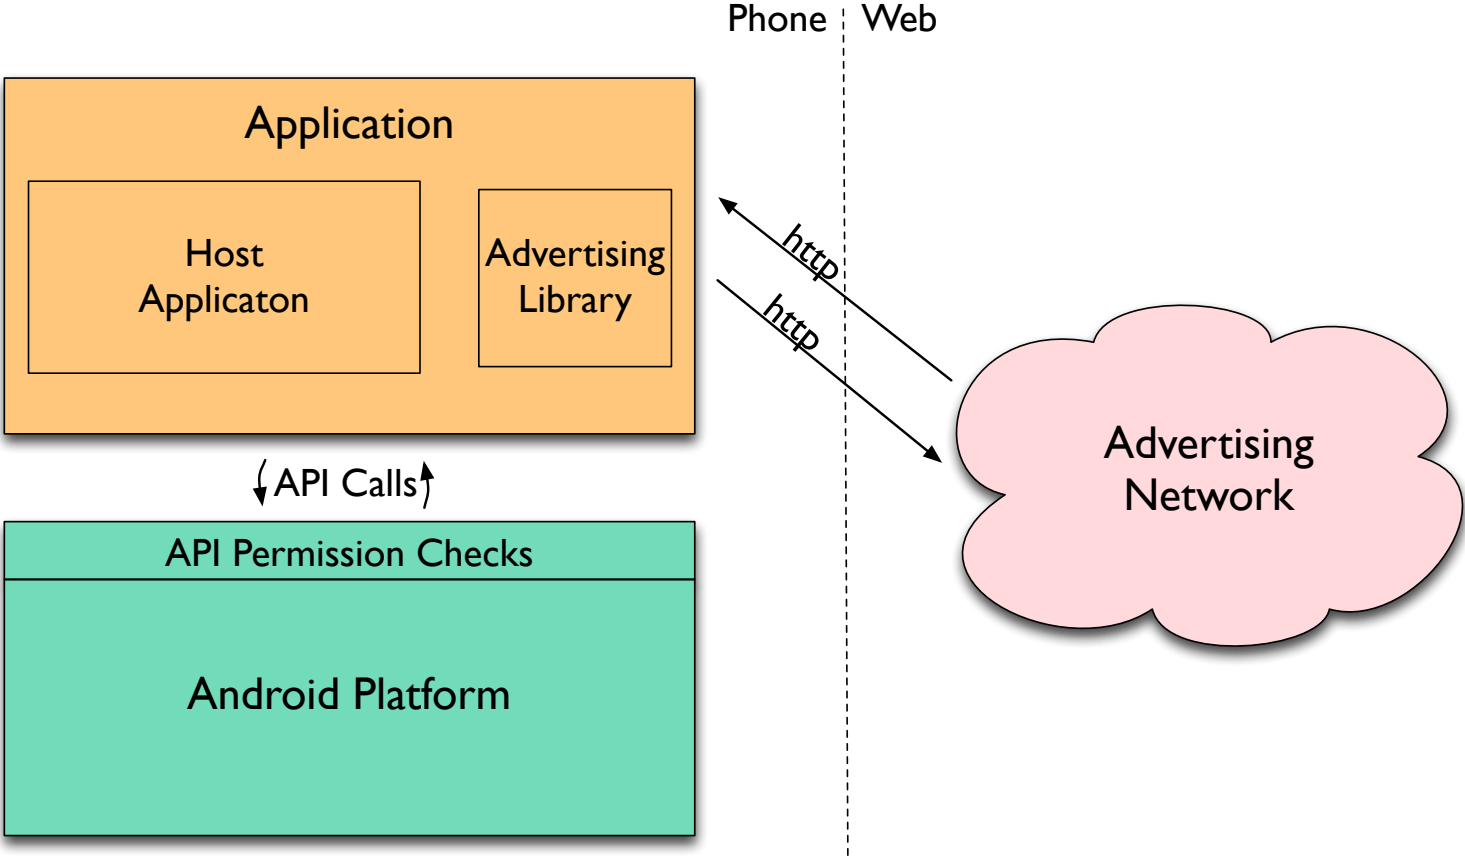 Phone
Web
Application
Host
Applicaton
Advertising
Library
http
http
Advertising
Network
API Calls
API Permission Checks
Android Platform